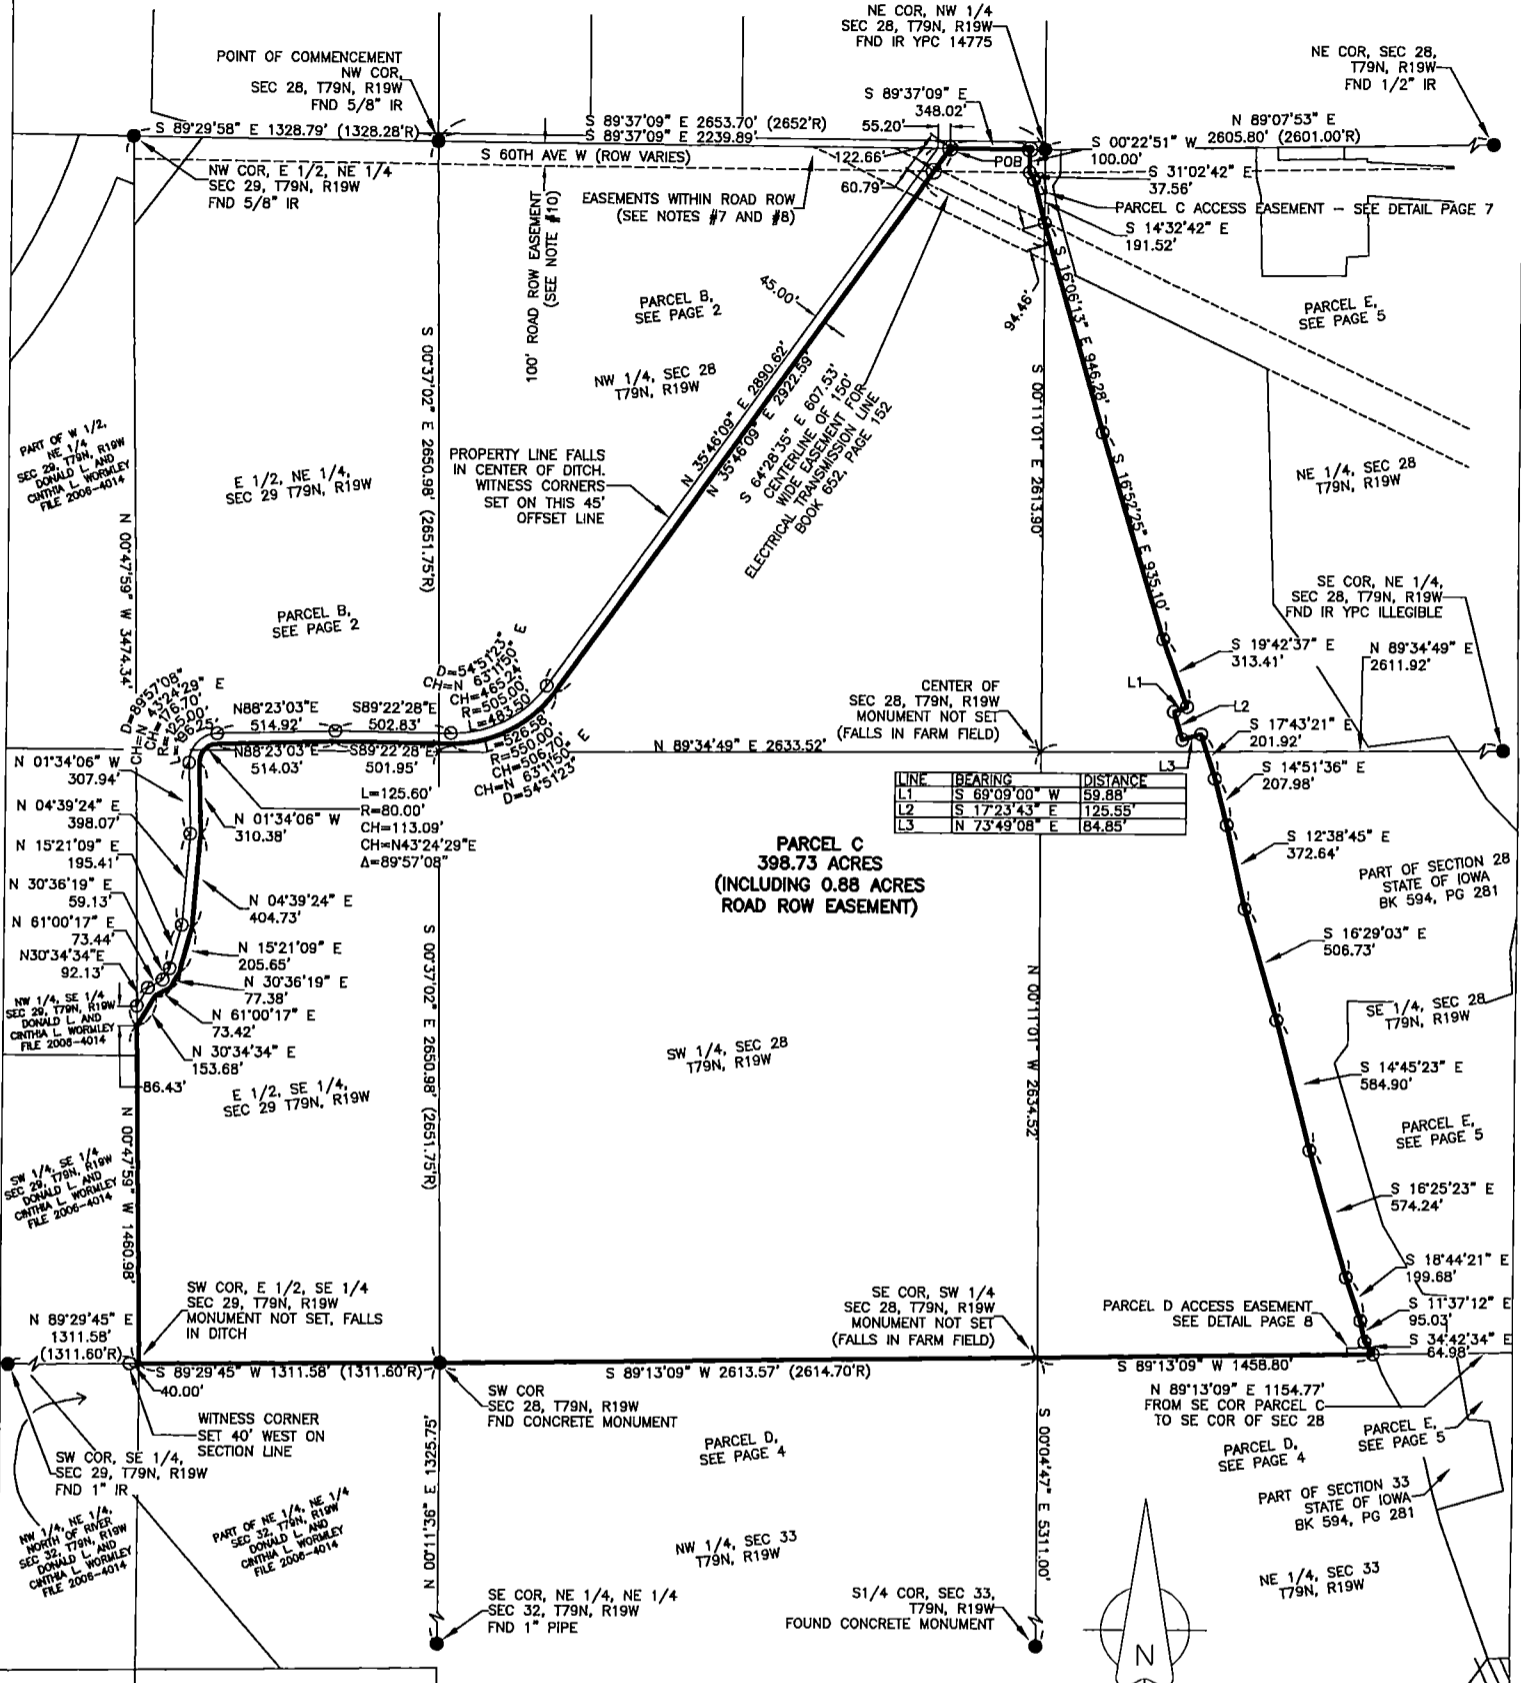 NE COR, NW 1/4
SEC 28, T79N, R19W
FND IR YPC 14775
POINT OF COMMENCEMENT
NW COR,
SEC 28, T79N, R19W
FND 5/8" IR
NE COR, SEC 28,
T79N, R19W
FND 1/2" IR
S 89°37'09" E
348.02'
55.20'
S 89°29'58" E 1328.79' (1328.28'R)
S 89°37'09" E 2653.70' (2652'R)
S 89°37'09" E 2239.89'
N 89°07'53" E
2605.80' (2601.00'R)
S 00°22'51" W
100.00'
S 60TH AVE W (ROW VARIES)
122.66'
60.79'
POB
NW COR, E 1/2, NE 1/4
SEC 29, T79N, R19W
FND 5/8" IR
S 31°02'42" E
37.56'
PARCEL C ACCESS EASEMENT - SEE DETAIL PAGE 7
EASEMENTS WITHIN ROAD ROW
(SEE NOTES #7 AND #8)
100' ROAD ROW EASEMENT
(SEE NOTE #10)
S 14°32'42" E
191.52'
94.46'
45.00'
PARCEL B,
SEE PAGE 2
PARCEL E,
SEE PAGE 5
S 16°06'13" E 946.28'
NW 1/4, SEC 28
T79N, R19W
S 00°37'02" E 2650.98' (2651.75'R)
S 00°11'01" E 2613.90'
N 35°46'09" E 2890.62'
N 35°46'09" E 2922.59'
S 64°28'35" E 607.53'
CENTERLINE OF 150'
WIDE EASEMENT FOR
ELECTRICAL TRANSMISSION LINE
BOOK 652, PAGE 152
PART OF W 1/2,
NE 1/4
SEC 29, T79N, R19W
DONALD L. AND
CINTHIA L. WORMLEY
FILE 2006-4014
E 1/2, NE 1/4,
SEC 29 T79N, R19W
PROPERTY LINE FALLS
IN CENTER OF DITCH.
WITNESS CORNERS
SET ON THIS 45'
OFFSET LINE
NE 1/4, SEC 28
T79N, R19W
S 16°52'25" E 935.10'
N 00°47'59" W 3474.34'
PARCEL B,
SEE PAGE 2
SE COR, NE 1/4,
SEC 28, T79N, R19W
FND IR YPC ILLEGIBLE
S 19°42'37" E
313.41'
N 89°34'49" E
2611.92'
D=89°57'08"
CH=N 43°24'29" E
CH=176.70'
R=125.00'
L=196.25'
D=54°51'23"
CH=N 63°11'50" E
CH=465.24'
R=505.00'
L=483.50'
L=526.58'
R=550.00'
CH=506.70'
CH=N 63°11'50" E
D=54°51'23"
N88°23'03"E
514.92'
S89°22'28"E
502.83'
N88°23'03"E
514.03'
S89°22'28"E
501.95'
CENTER OF
SEC 28, T79N, R19W
MONUMENT NOT SET
(FALLS IN FARM FIELD)
N 89°34'49" E 2633.52'
L1
L2
L3
S 17°43'21" E
201.92'
S 14°51'36" E
207.98'
LINE BEARING DISTANCE
L1 S 69°09'00" W 59.88'
L2 S 17°23'43" E 125.55'
L3 N 73°49'08" E 84.85'
N 01°34'06" W
307.94'
N 04°39'24" E
398.07'
N 15°21'09" E
195.41'
N 30°36'19" E
59.13'
N 61°00'17" E
73.44'
N30°34'34"E
92.13'
L=125.60'
R=80.00'
CH=113.09'
CH=N43°24'29"E
Δ=89°57'08"
N 01°34'06" W
310.38'
N 04°39'24" E
404.73'
N 15°21'09" E
205.65'
N 30°36'19" E
77.38'
N 61°00'17" E
73.42'
N 30°34'34" E
153.68'
86.43'
PARCEL C
398.73 ACRES
(INCLUDING 0.88 ACRES
ROAD ROW EASEMENT)
S 12°38'45" E
372.64'
PART OF SECTION 28
STATE OF IOWA
BK 594, PG 281
S 16°29'03" E
506.73'
NW 1/4, SE 1/4
SEC 29, T79N, R19W
DONALD L. AND
CINTHIA L. WORMLEY
FILE 2006-4014
SE 1/4, SEC 28
T79N, R19W
S 00°37'02" E 2650.98' (2651.75'R)
N 00°11'01" W 2634.52'
SW 1/4, SEC 28
T79N, R19W
E 1/2, SE 1/4,
SEC 29 T79N, R19W
S 14°45'23" E
584.90'
PARCEL E,
SEE PAGE 5
SW 1/4, SE 1/4
SEC 29, T79N, R19W
DONALD L. AND
CINTHIA L. WORMLEY
FILE 2006-4014
N 00°47'59" W 1460.98'
S 16°25'23" E
574.24'
S 18°44'21" E
199.68'
S 11°37'12" E
95.03'
S 34°42'34" E
64.98'
SW COR, E 1/2, SE 1/4
SEC 29, T79N, R19W
MONUMENT NOT SET, FALLS
IN DITCH
SE COR, SW 1/4
SEC 28, T79N, R19W
MONUMENT NOT SET
(FALLS IN FARM FIELD)
PARCEL D ACCESS EASEMENT
SEE DETAIL PAGE 8
N 89°29'45" E
1311.58'
(1311.60'R)
S 89°29'45" W 1311.58' (1311.60'R)
S 89°13'09" W 2613.57' (2614.70'R)
S 89°13'09" W 1458.80'
40.00'
WITNESS CORNER
SET 40' WEST ON
SECTION LINE
SW COR
SEC 28, T79N, R19W
FND CONCRETE MONUMENT
N 89°13'09" E 1154.77'
FROM SE COR PARCEL C
TO SE COR OF SEC 28
PARCEL E,
SEE PAGE 5
SW COR, SE 1/4,
SEC 29, T79N, R19W
FND 1" IR
PARCEL D,
SEE PAGE 4
PARCEL D,
SEE PAGE 4
PART OF SECTION 33
STATE OF IOWA
BK 594, PG 281
N 00°11'36" E 1325.75'
S 00°04'47" E 5311.00'
NW 1/4, NE 1/4,
NORTH OF RIVER
SEC 32, T79N, R19W
DONALD L. AND
CINTHIA L. WORMLEY
FILE 2006-4014
PART OF NE 1/4, NE 1/4
SEC 32, T79N, R19W
DONALD L. AND
CINTHIA L. WORMLEY
FILE 2006-4014
NW 1/4, SEC 33
T79N, R19W
NE 1/4, SEC 33
T79N, R19W
SE COR, NE 1/4, NE 1/4
SEC 32, T79N, R19W
FND 1" PIPE
S1/4 COR, SEC 33,
T79N, R19W
FOUND CONCRETE MONUMENT
N